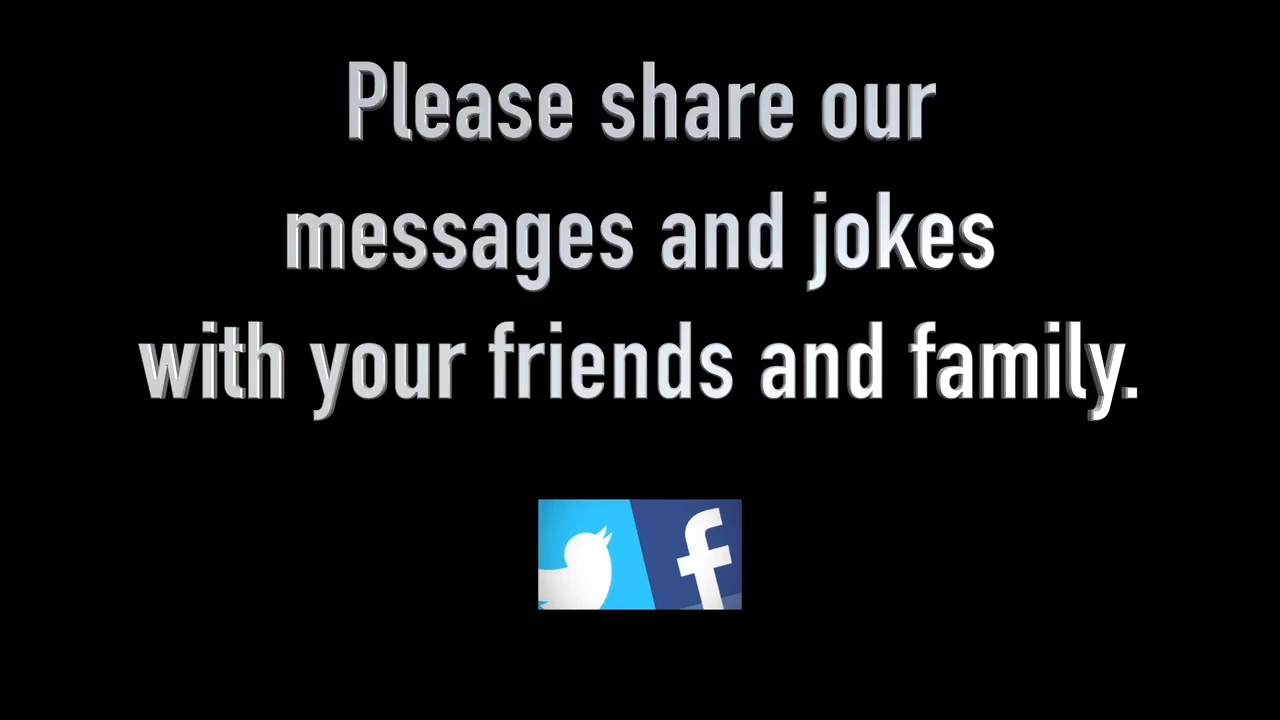 Please share our
messages and jokes
with your friends and family.
f